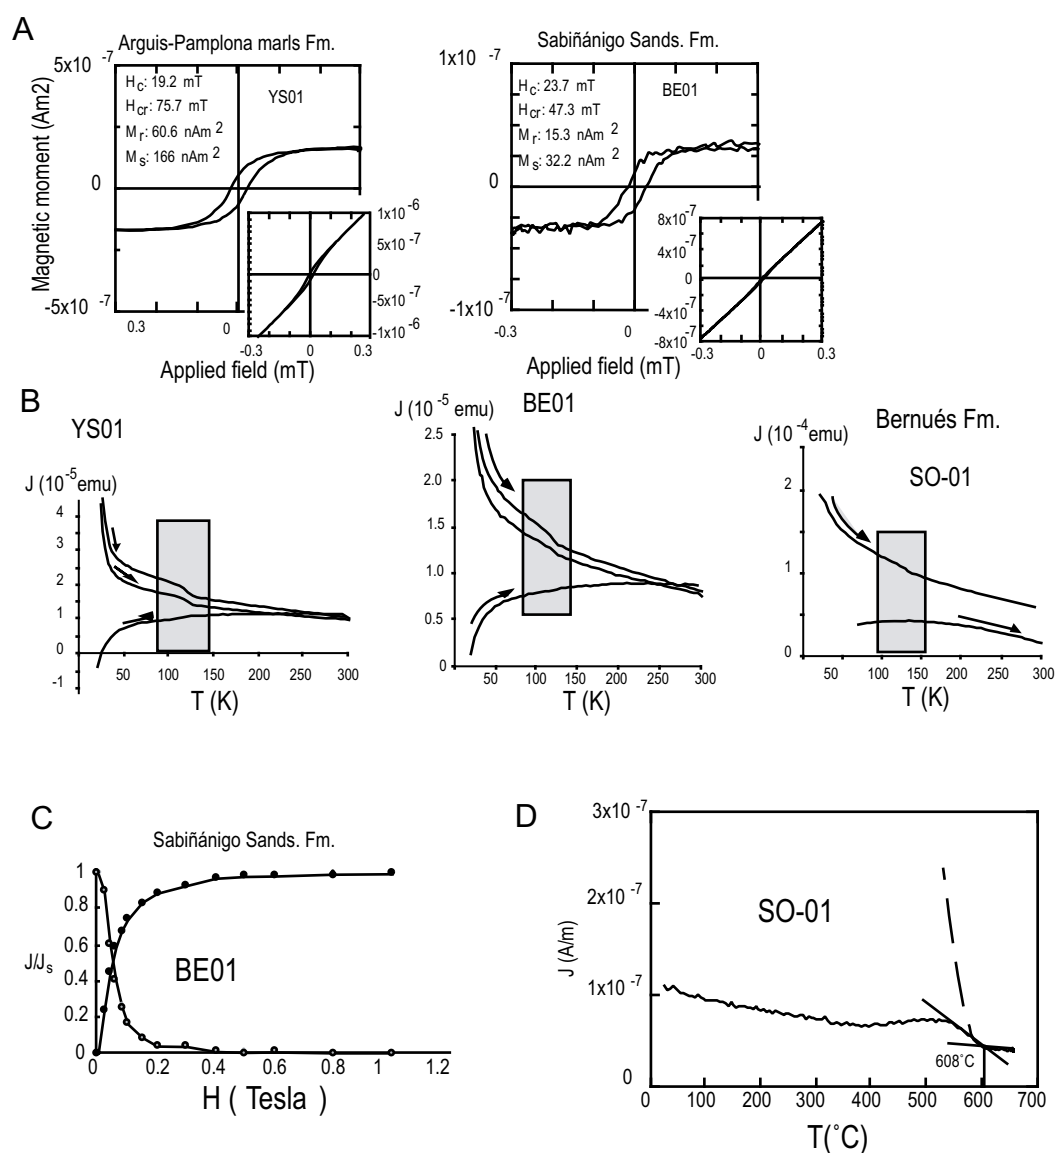 A
Arguis-Pamplona marls Fm.
Sabiñánigo Sands. Fm.
5x10 -7
H c: 19.2 mT
H cr: 75.7 mT
M r: 60.6 nAm 2
M s: 166 nAm 2
YS01
Magnetic moment (Am2)
0
-5x10 -7
0.3
0
1x10 -6
5x10 -7
0
-5x10 -7
-1x10 -6
-0.3
0
0.3
Applied field (mT)
1x10 -7
H c: 23.7 mT
H cr: 47.3 mT
M r: 15.3 nAm 2
M s: 32.2 nAm 2
BE01
0
-1x10 -7
-0.3
0
8x10 -7
4x10 -7
0
-4x10 -7
-8x10 -7
-0.3
0
0.3
Applied field (mT)
B
YS01
J (10 -5 emu)
4
3
2
1
0
-1
50
100
150
200
250
300
T (K)
J (10 -5 emu)
BE01
2.5
2.0
1.5
1.0
0.5
0
50
100
150
200
250
300
T (K)
J (10 -4 emu)
Bernués Fm.
SO-01
2
1
0
50
100
150
200
250
300
T (K)
C
Sabiñánigo Sands. Fm.
1
0.8
0.6
0.4
0.2
0
J/J s
BE01
0
0.2
0.4
0.6
0.8
1
1.2
H ( Tesla )
D
3x10 -7
2x10 -7
1x10 -7
0
J (A/m)
SO-01
608˚C
0
100
200
300
400
500
600
700
T(˚C)